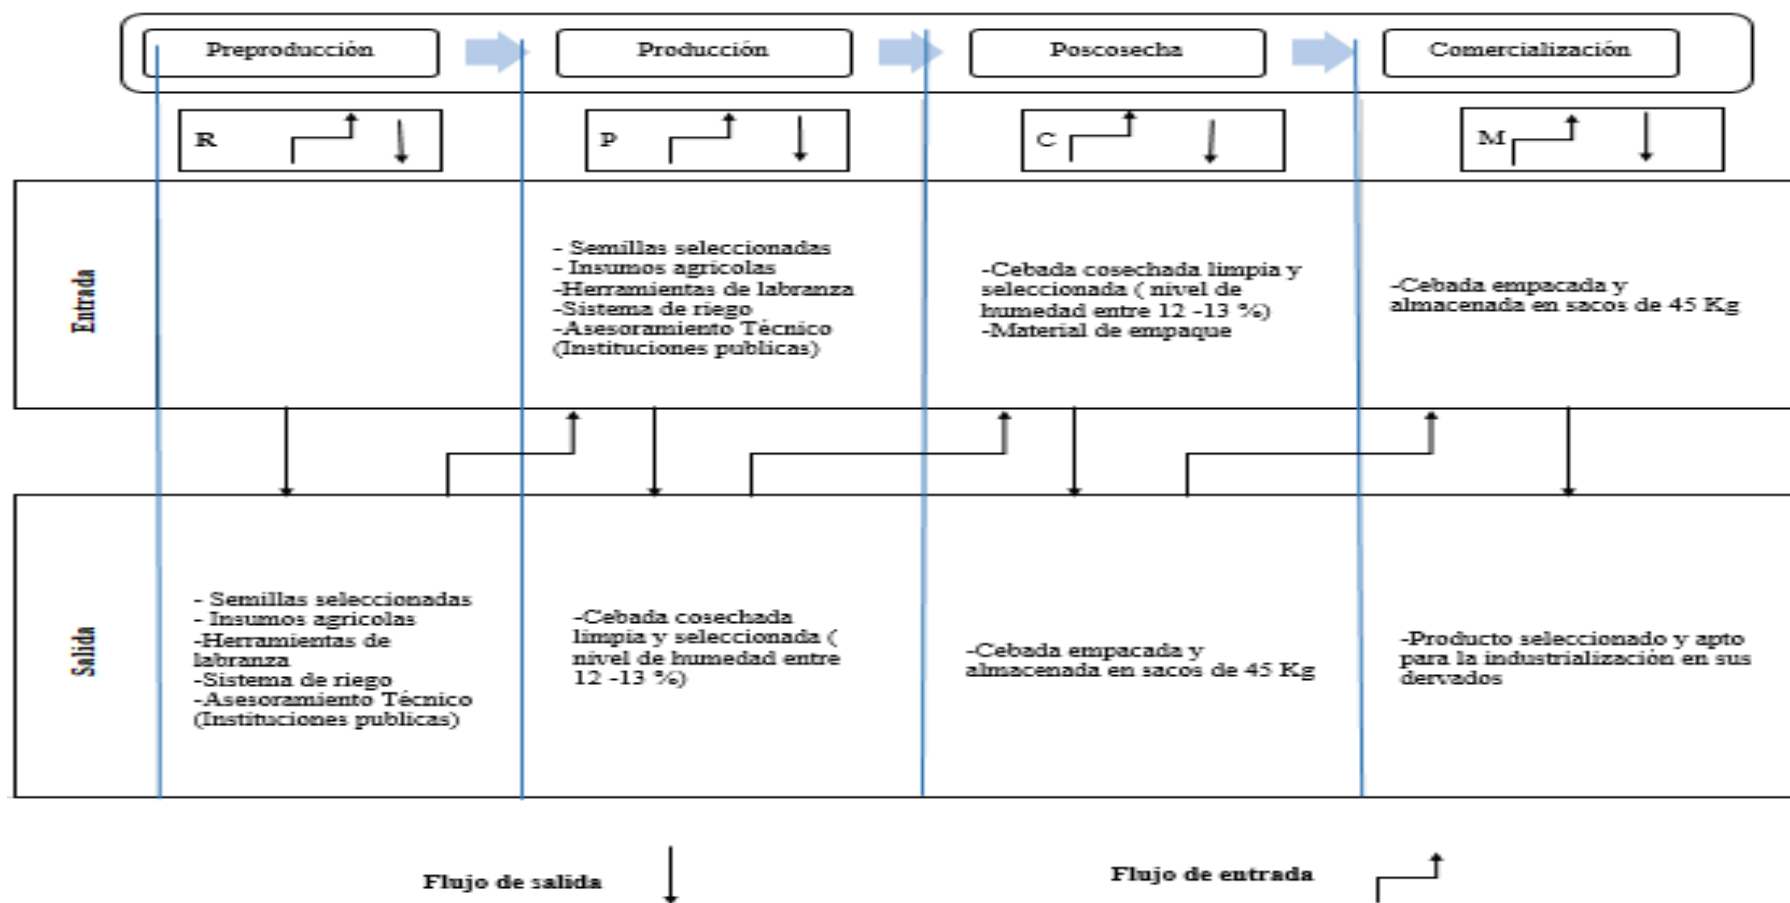 Preproducción
Producción
Poscosecha
Comercialización
R
P
C
M
Entrada
- Semillas seleccionadas
- Insumos agrícolas
-Herramientas de labranza
-Sistema de riego
-Asesoramiento Técnico
(Instituciones publicas)
-Cebada cosechada limpia y
seleccionada ( nivel de
humedad entre 12 -13 %)
-Material de empaque
-Cebada empacada y
almacenada en sacos de 45 Kg
Salida
- Semillas seleccionadas
- Insumos agrícolas
-Herramientas de
labranza
-Sistema de riego
-Asesoramiento Técnico
(Instituciones publicas)
-Cebada cosechada
limpia y seleccionada (
nivel de humedad entre
12 -13 %)
-Cebada empacada y
almacenada en sacos de 45 Kg
-Producto seleccionado y apto
para la industrialización en sus
dervados
Flujo de salida
Flujo de entrada